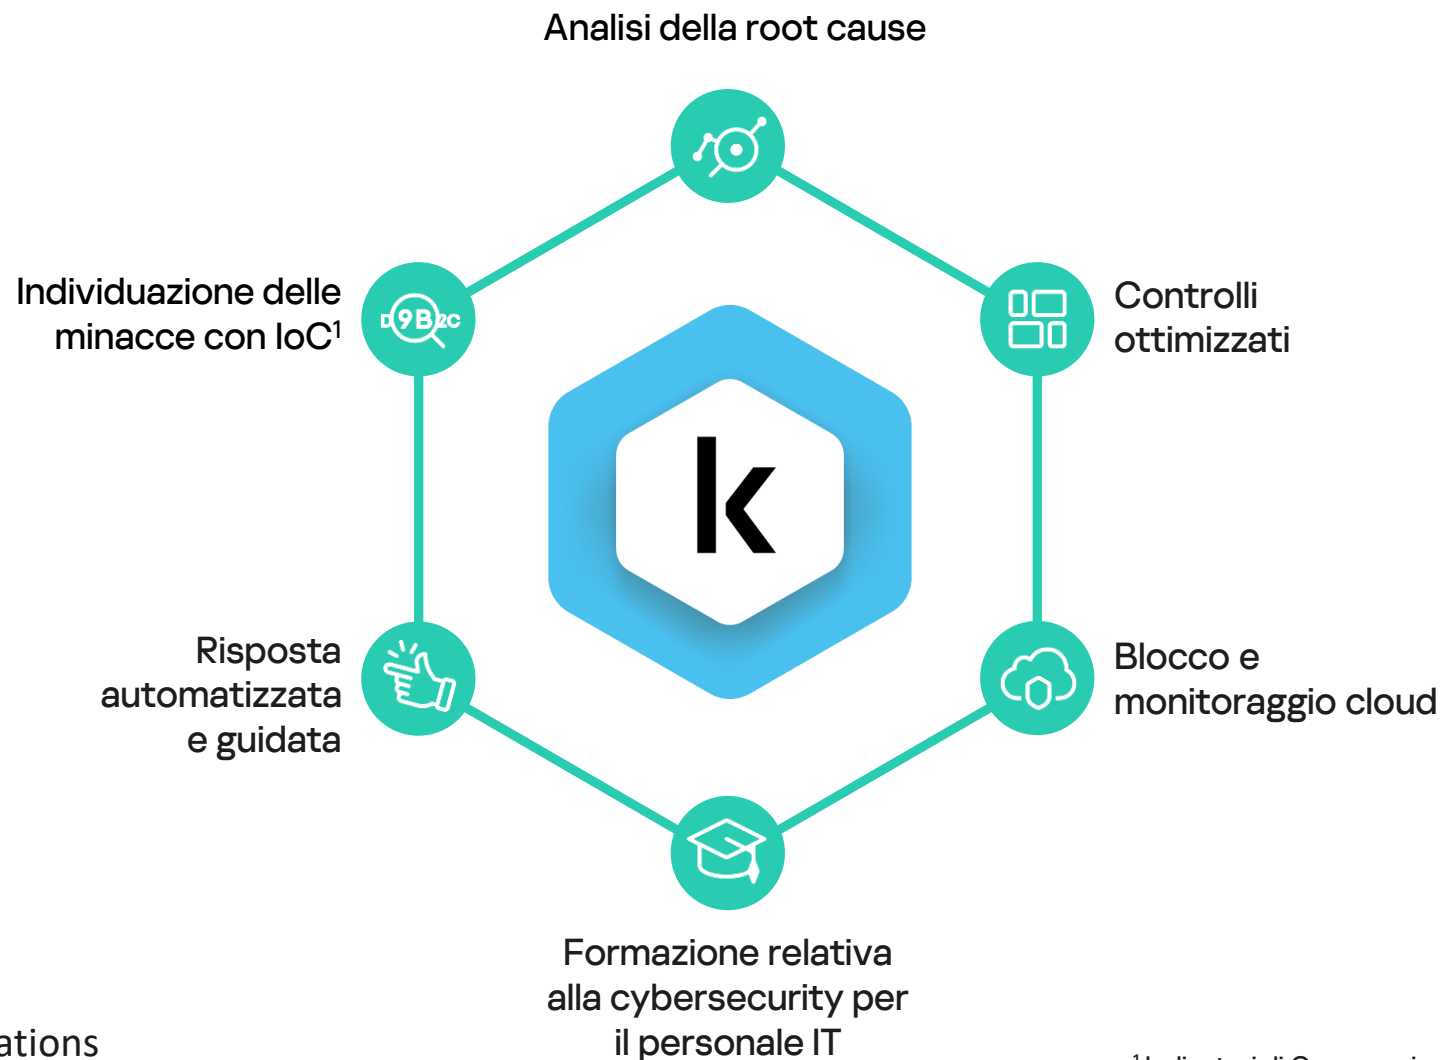 Analisi della root cause
Individuazione delle
minacce con IoC¹
D9B2C
Controlli
ottimizzati
k
Risposta
automatizzata
e guidata
Blocco e
monitoraggio cloud
Formazione relativa
alla cybersecurity per
il personale IT
ations